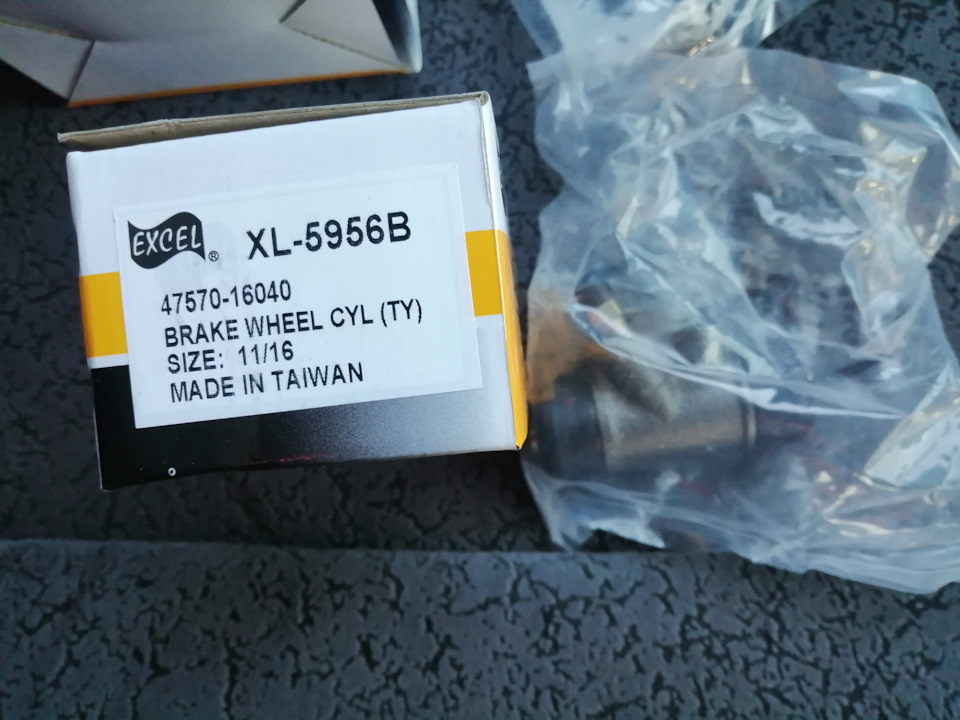 EXCEL ® XL-5956B
47570-16040
BRAKE WHEEL CYL (TY)
SIZE: 11/16
MADE IN TAIWAN